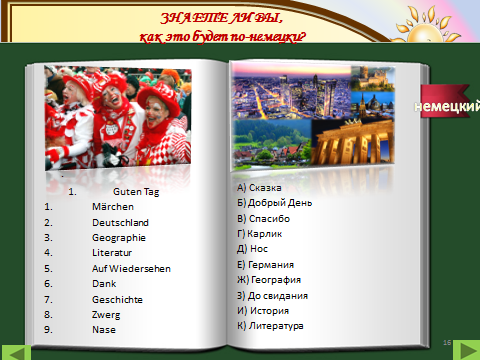 ЗНАЕТЕ ЛИ ВЫ,
как это будет по-немецки?
немецкий
1. Guten Tag
1. Märchen
2. Deutschland
3. Geographie
4. Literatur
5. Auf Wiedersehen
6. Dank
7. Geschichte
8. Zwerg
9. Nase
А) Сказка
Б) Добрый День
В) Спасибо
Г) Карлик
Д) Нос
Е) Германия
Ж) География
З) До свидания
И) История
К) Литература
16